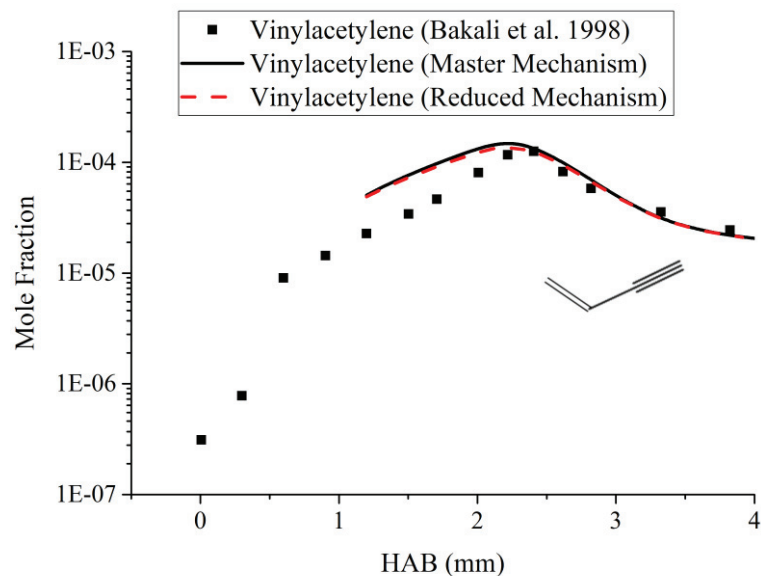 Vinylacetylene (Bakali et al. 1998)
Vinylacetylene (Master Mechanism)
Vinylacetylene (Reduced Mechanism)
1E-03
1E-04
1E-05
1E-06
1E-07
Mole Fraction
0 1 2 3 4
HAB (mm)